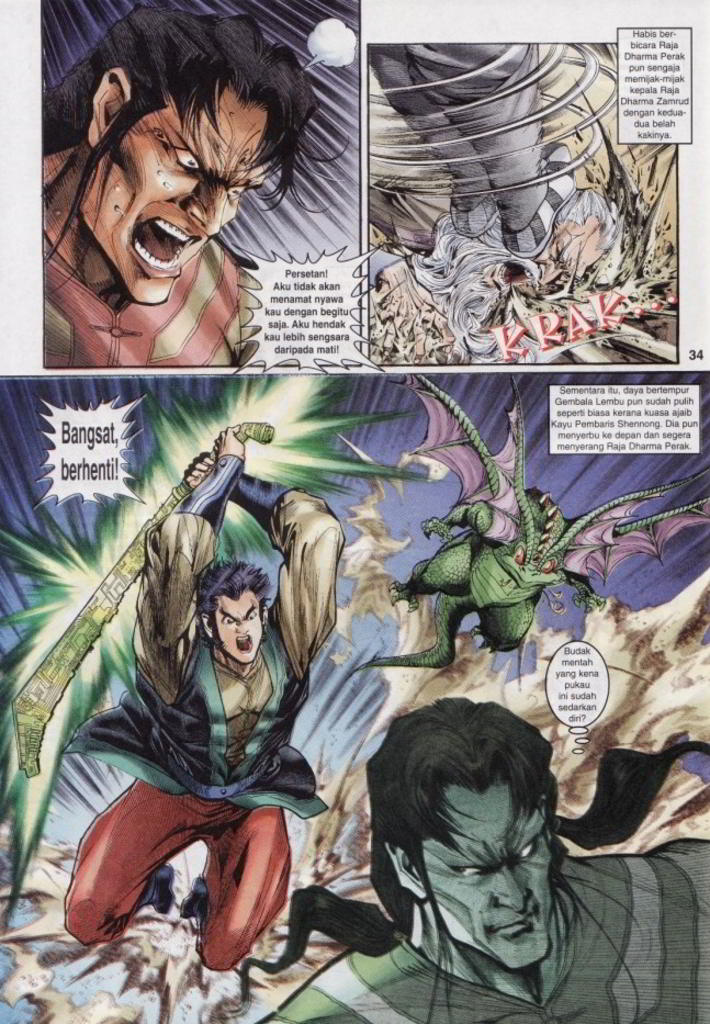 Persetan!
Aku tidak akan
menamat nyawa
kau dengan begitu
saja. Aku hendak
kau lebih sengsara
daripada mati!
Habis ber-
bicara Raja
Dharma Perak
pun sengaja
memijak-mijak
kepala Raja
Dharma Zamrud
dengan kedua-
dua belah
kakinya.
KRAK...
34
Bangsat,
berhenti!
Sementara itu, daya bertempur
Gembala Lembu pun sudah pulih
seperti biasa kerana kuasa ajaib
Kayu Pembaris Shennong. Dia pun
menyerbu ke depan dan segera
menyerang Raja Dharma Perak.
Budak
mentah
yang kena
pukau
ini sudah
sedarkan
diri?